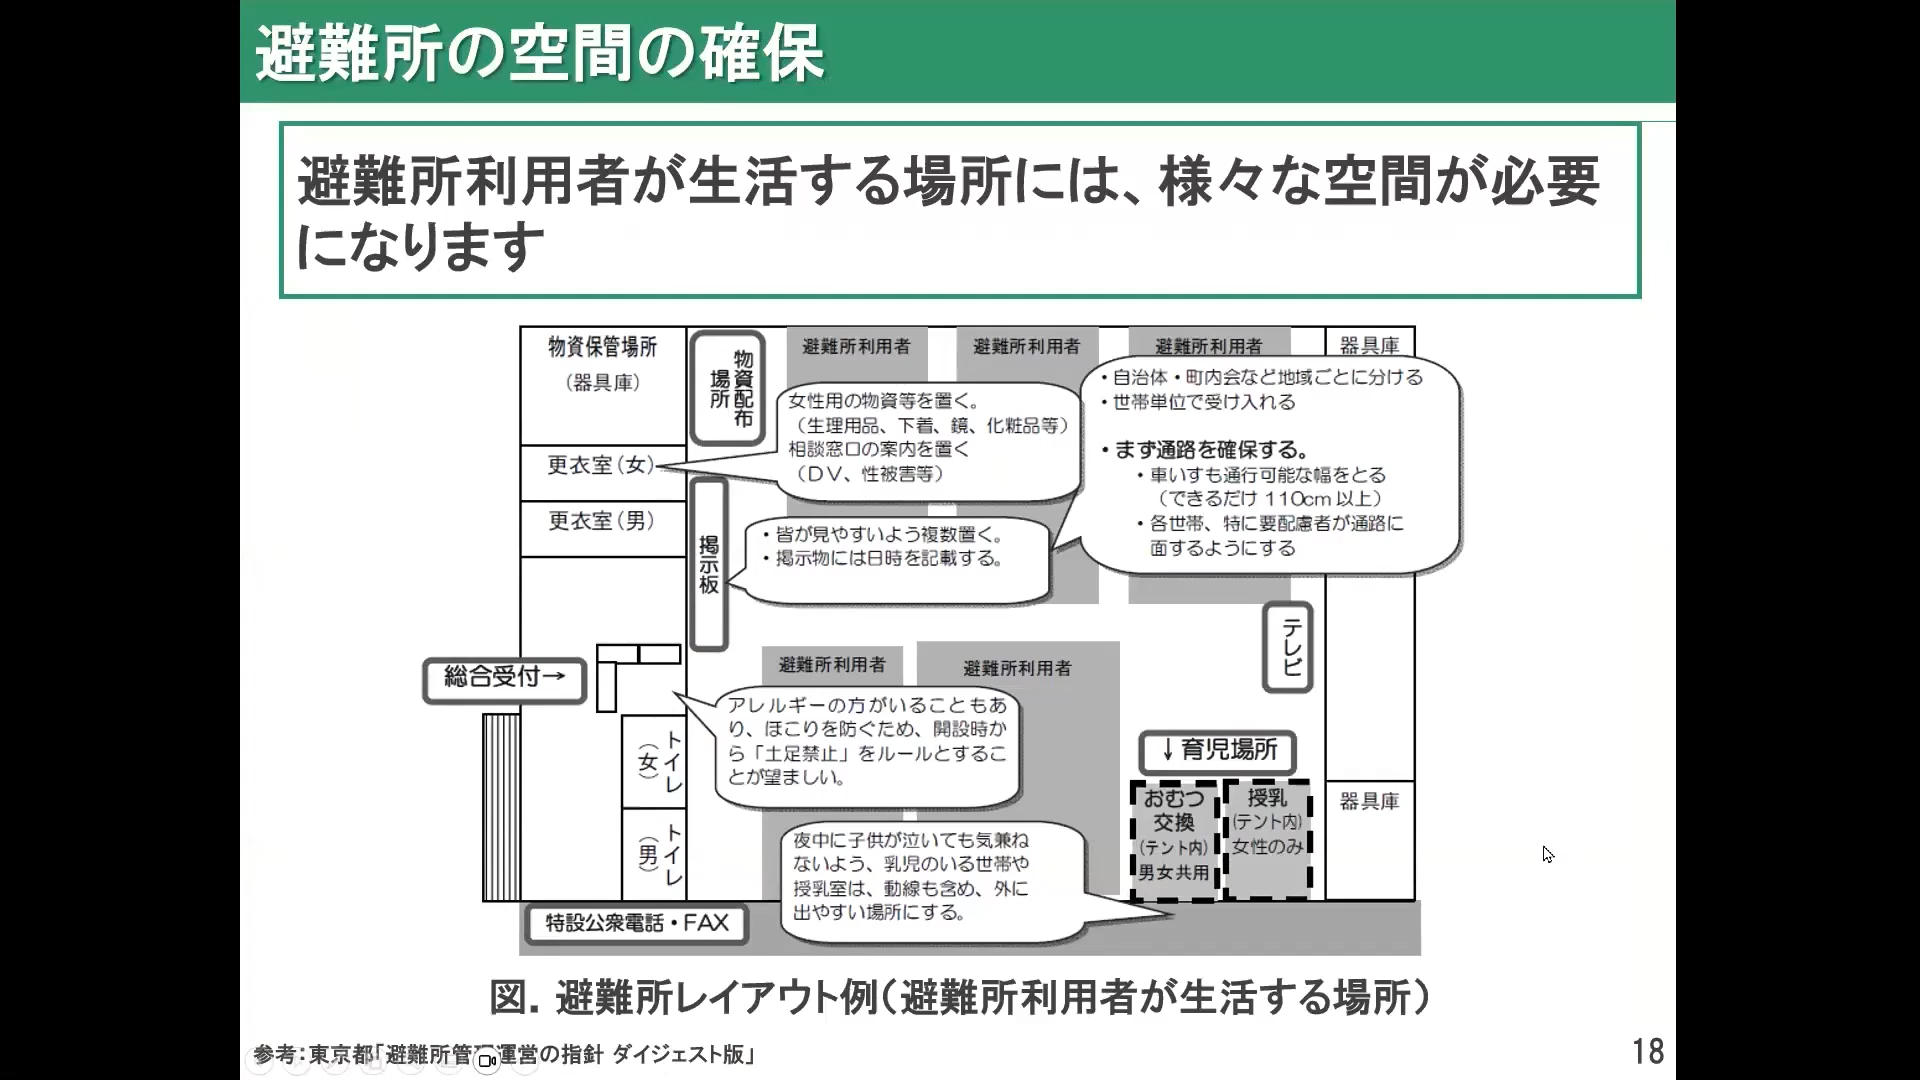 避難所の空間の確保
避難所利用者が生活する場所には、様々な空間が必要
になります
物資保管場所
（器具庫）
物資配布
場所
避難所利用者
避難所利用者
避難所利用者
器具庫
・自治体・町内会など地域ごとに分ける
・世帯単位で受け入れる
・まず通路を確保する。
・車いすも通行可能な幅をとる
（できるだけ 110cm 以上）
・各世帯、特に要配慮者が通路に
面するようにする
女性用の物資等を置く。
（生理用品、下着、鏡、化粧品等）
相談窓口の案内を置く
（ＤＶ、性被害等）
更衣室（女）
更衣室（男）
掲示板
・皆が見やすいよう複数置く。
・掲示物には日時を記載する。
テレビ
総合受付→
避難所利用者
避難所利用者
アレルギーの方がいることもあ
り、ほこりを防ぐため、開設時か
ら「土足禁止」をルールとするこ
とが望ましい。
トイレ
（女）
トイレ
（男）
↓育児場所
おむつ
交換
(テント内)
男女共用
授乳
(テント内)
女性のみ
器具庫
夜中に子供が泣いても気兼ね
ないよう、乳児のいる世帯や
授乳室は、動線も含め、外に
出やすい場所にする。
特設公衆電話・FAX
図．避難所レイアウト例（避難所利用者が生活する場所）
参考：東京都「避難所管理運営の指針 ダイジェスト版」
18